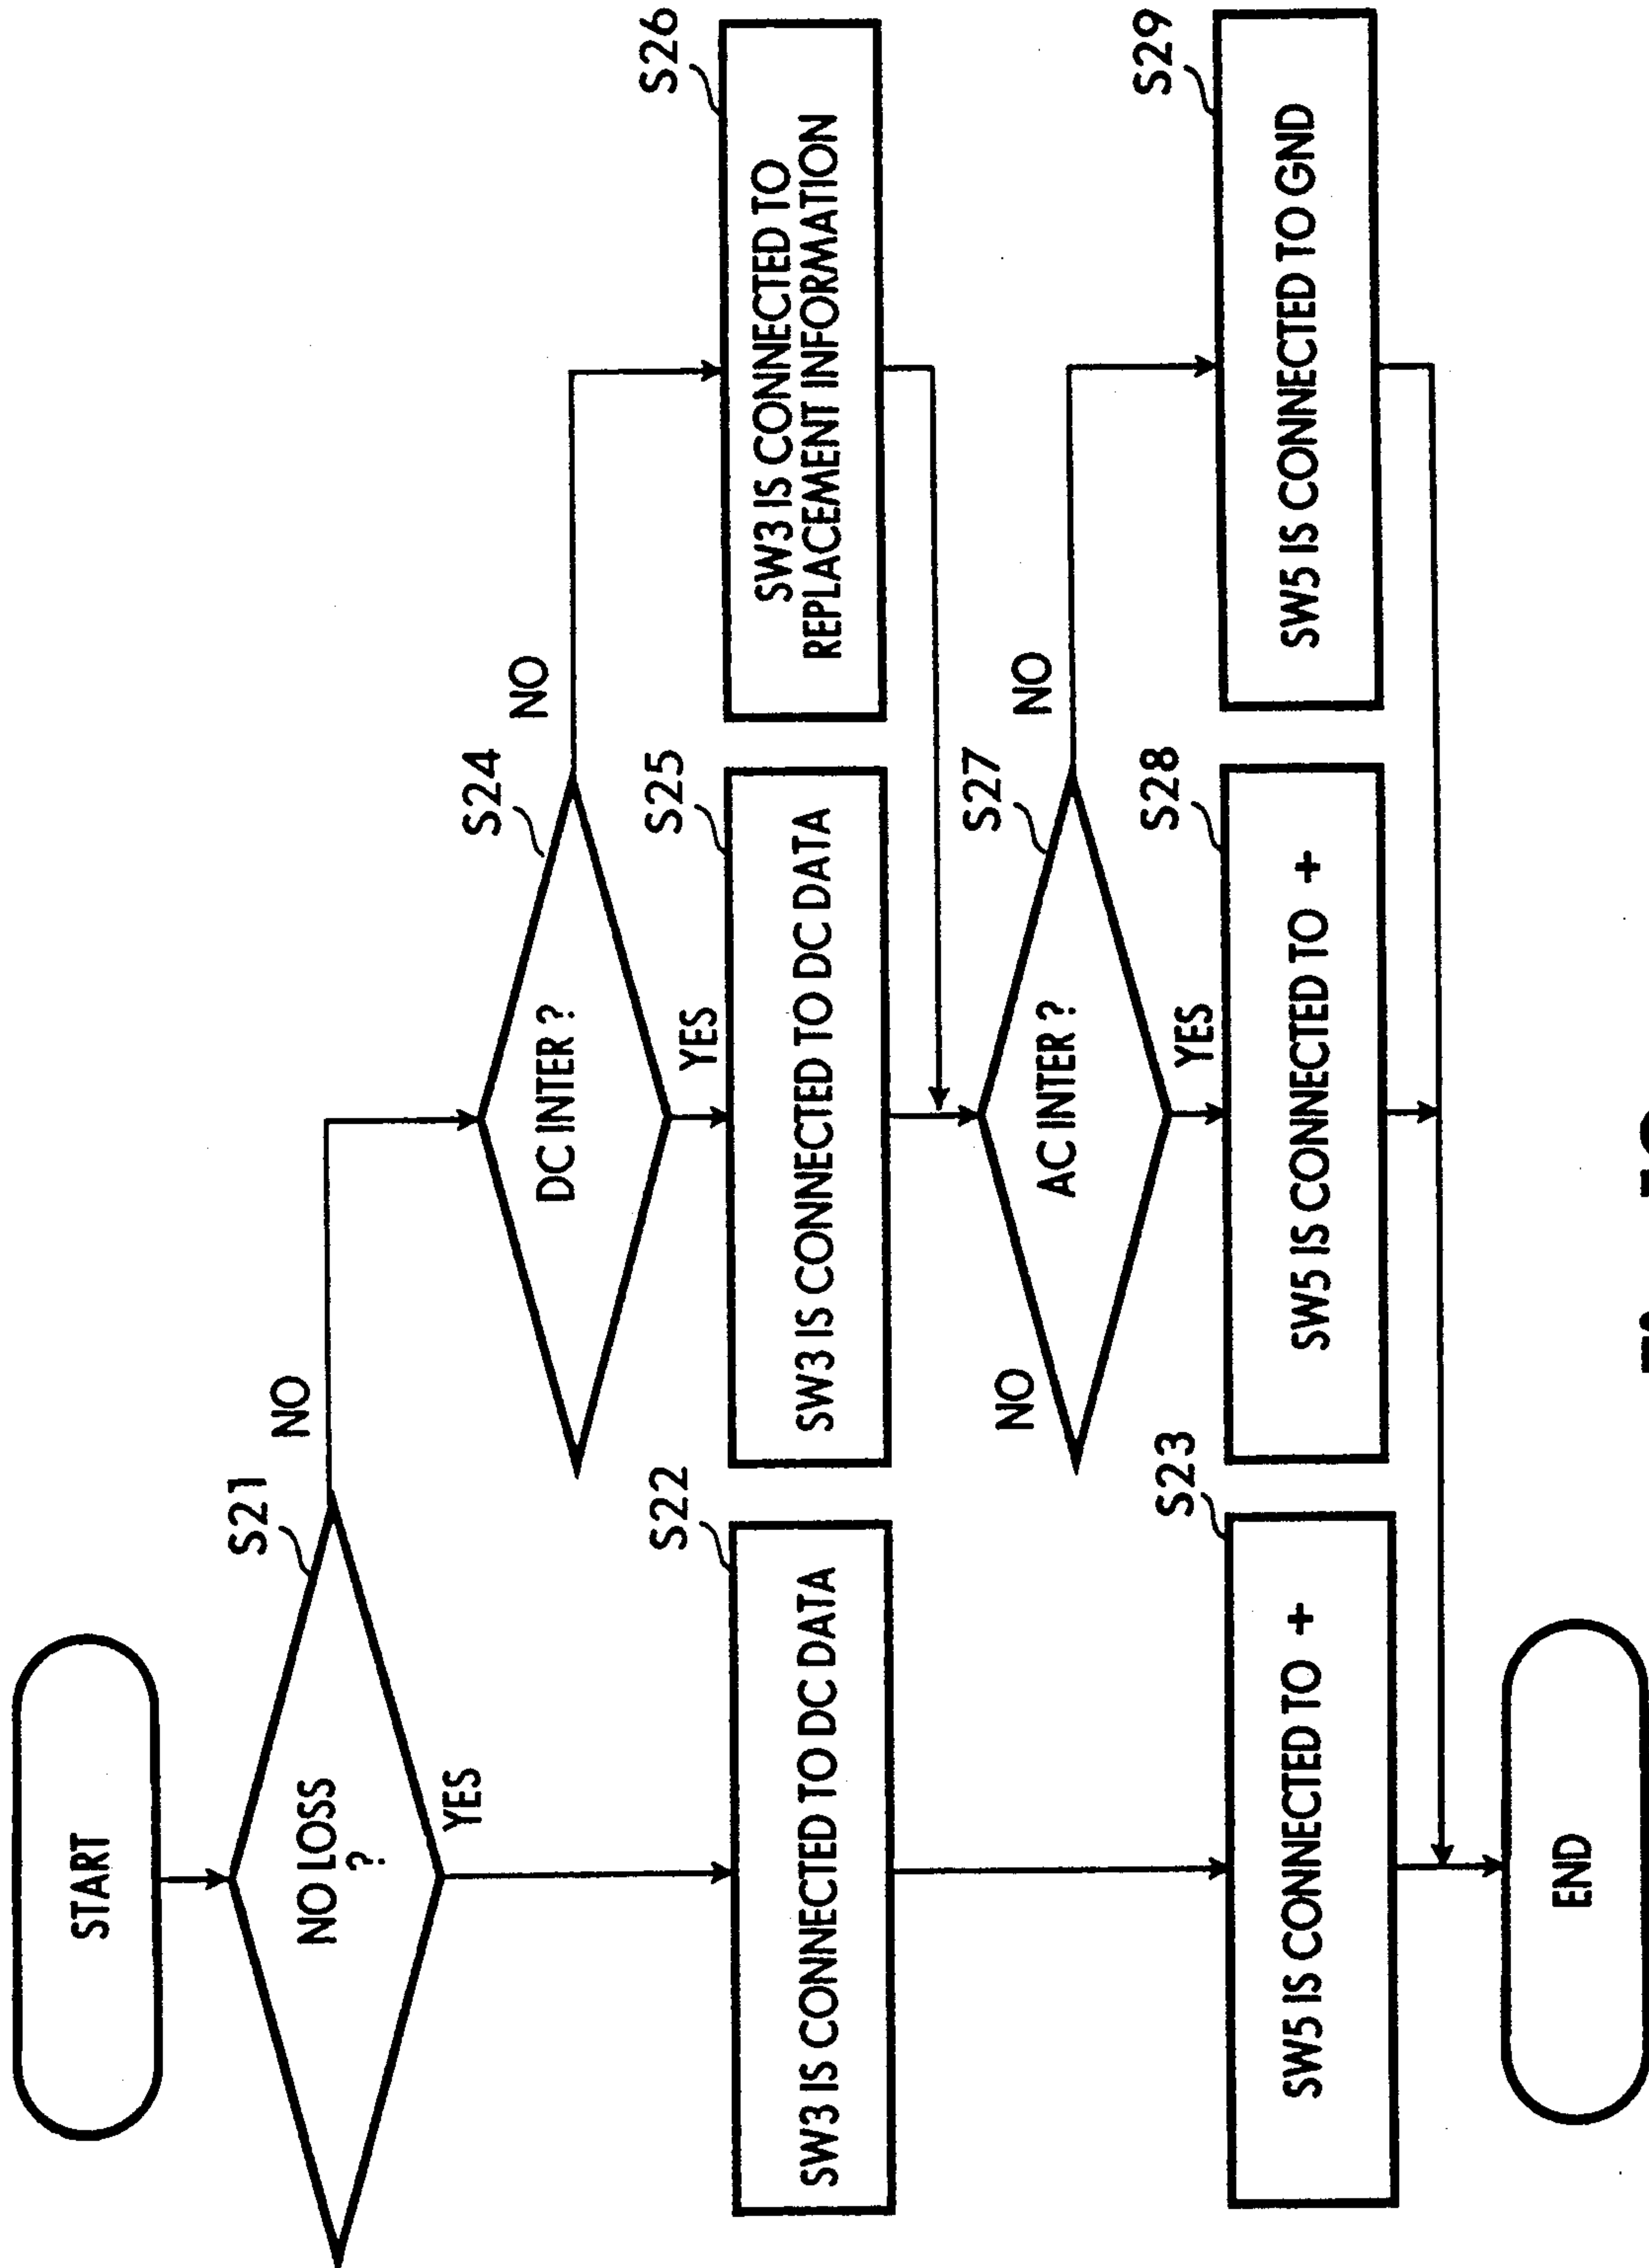 START
S21
NO LOSS
?
NO
YES
S24
DC INTER ?
NO
YES
S22
SW3 IS CONNECTED TO DC DATA
S25
SW3 IS CONNECTED TO DC DATA
S26
SW3 IS CONNECTED TO
REPLACEMENT INFORMATION
S27
AC INTER ?
NO
NO
YES
S23
SW5 IS CONNECTED TO +
S28
SW5 IS CONNECTED TO +
S29
SW5 IS CONNECTED TO GND
END